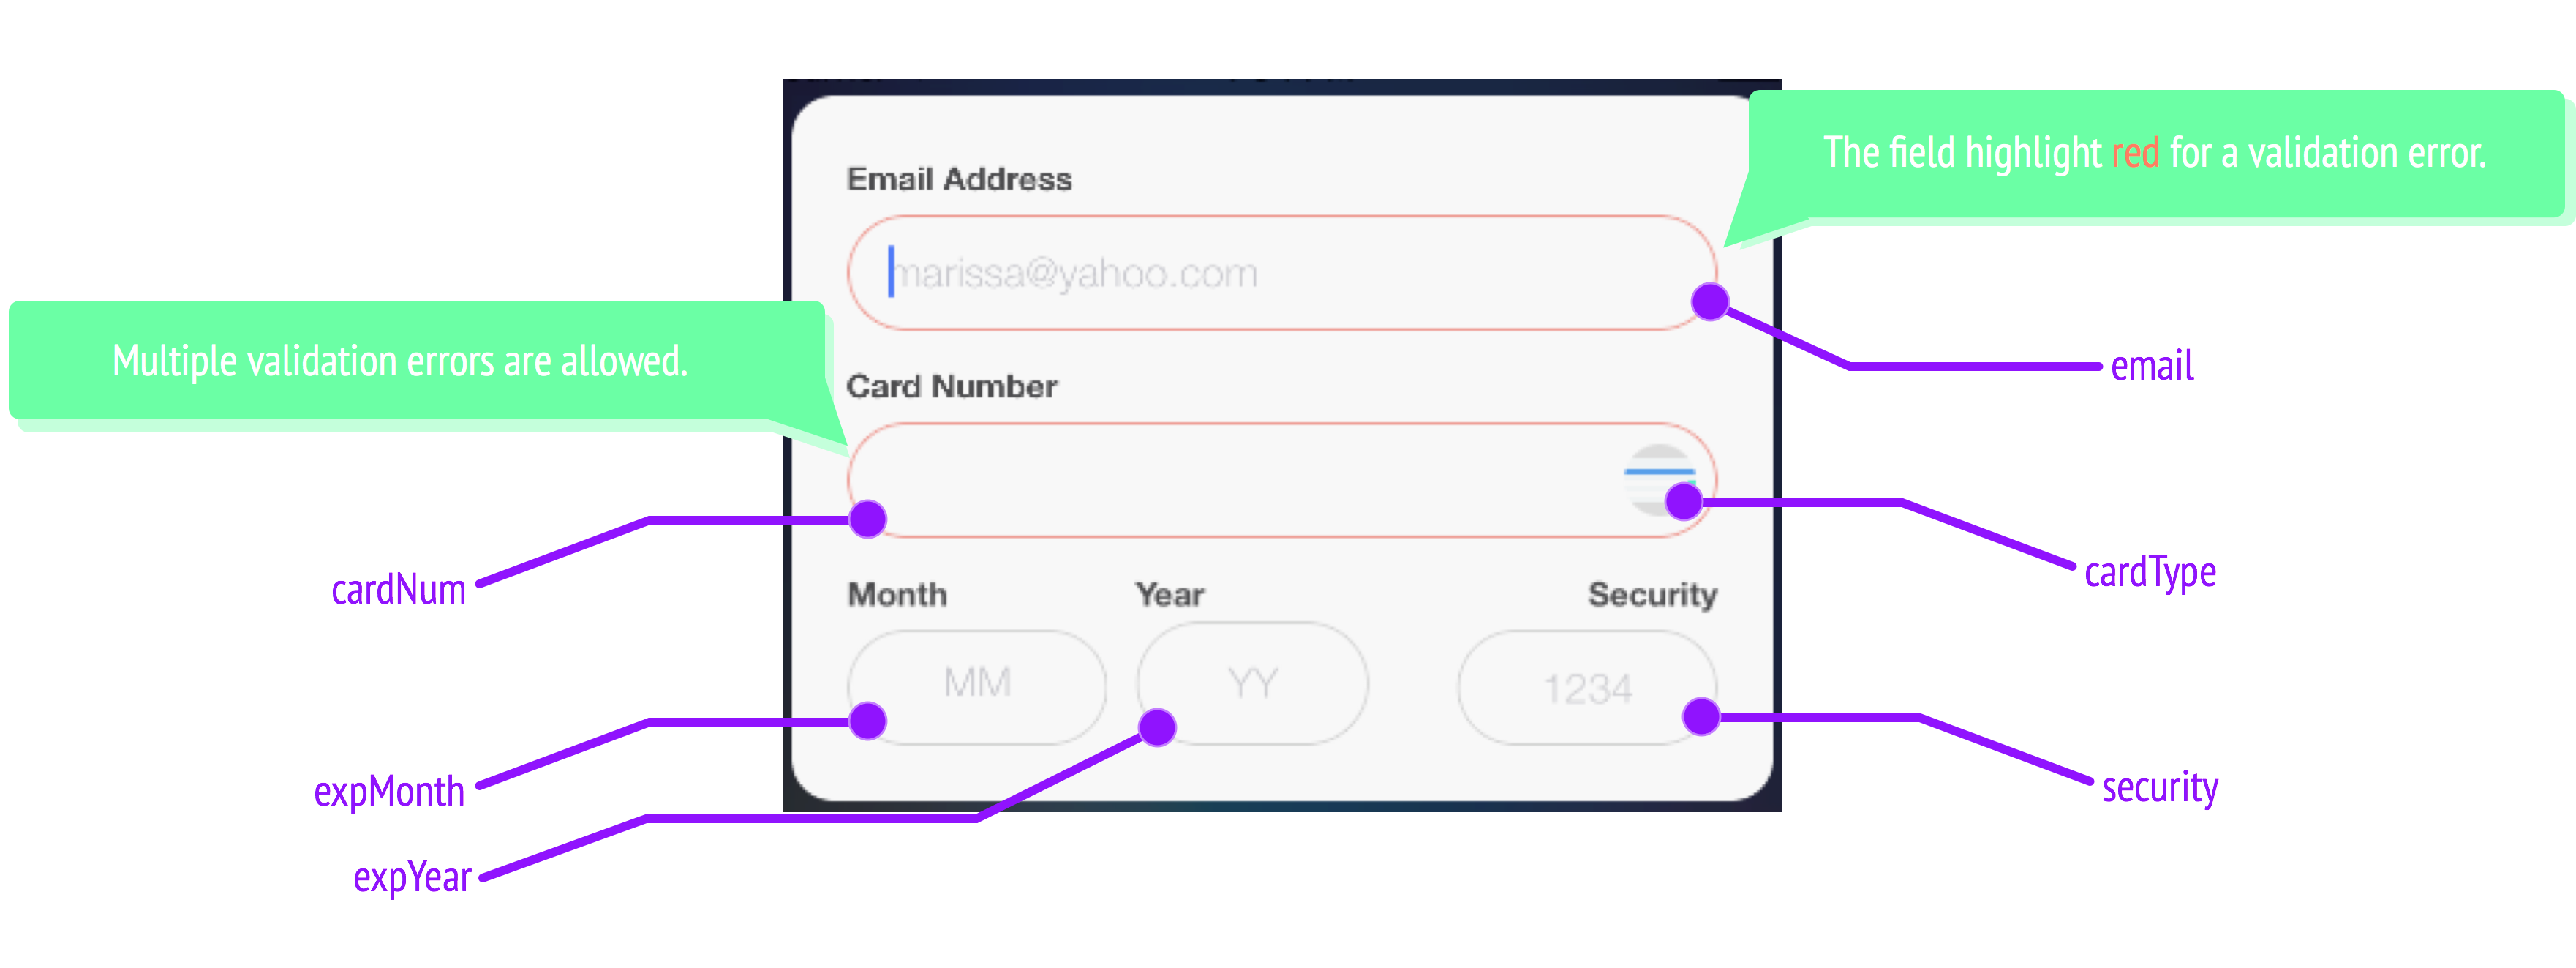 The field highlight red for a validation error.
Email Address
marissa@yahoo.com
Multiple validation errors are allowed.
email
Card Number
cardNum
cardType
Month
Year
Security
MM
YY
1234
expMonth
security
expYear